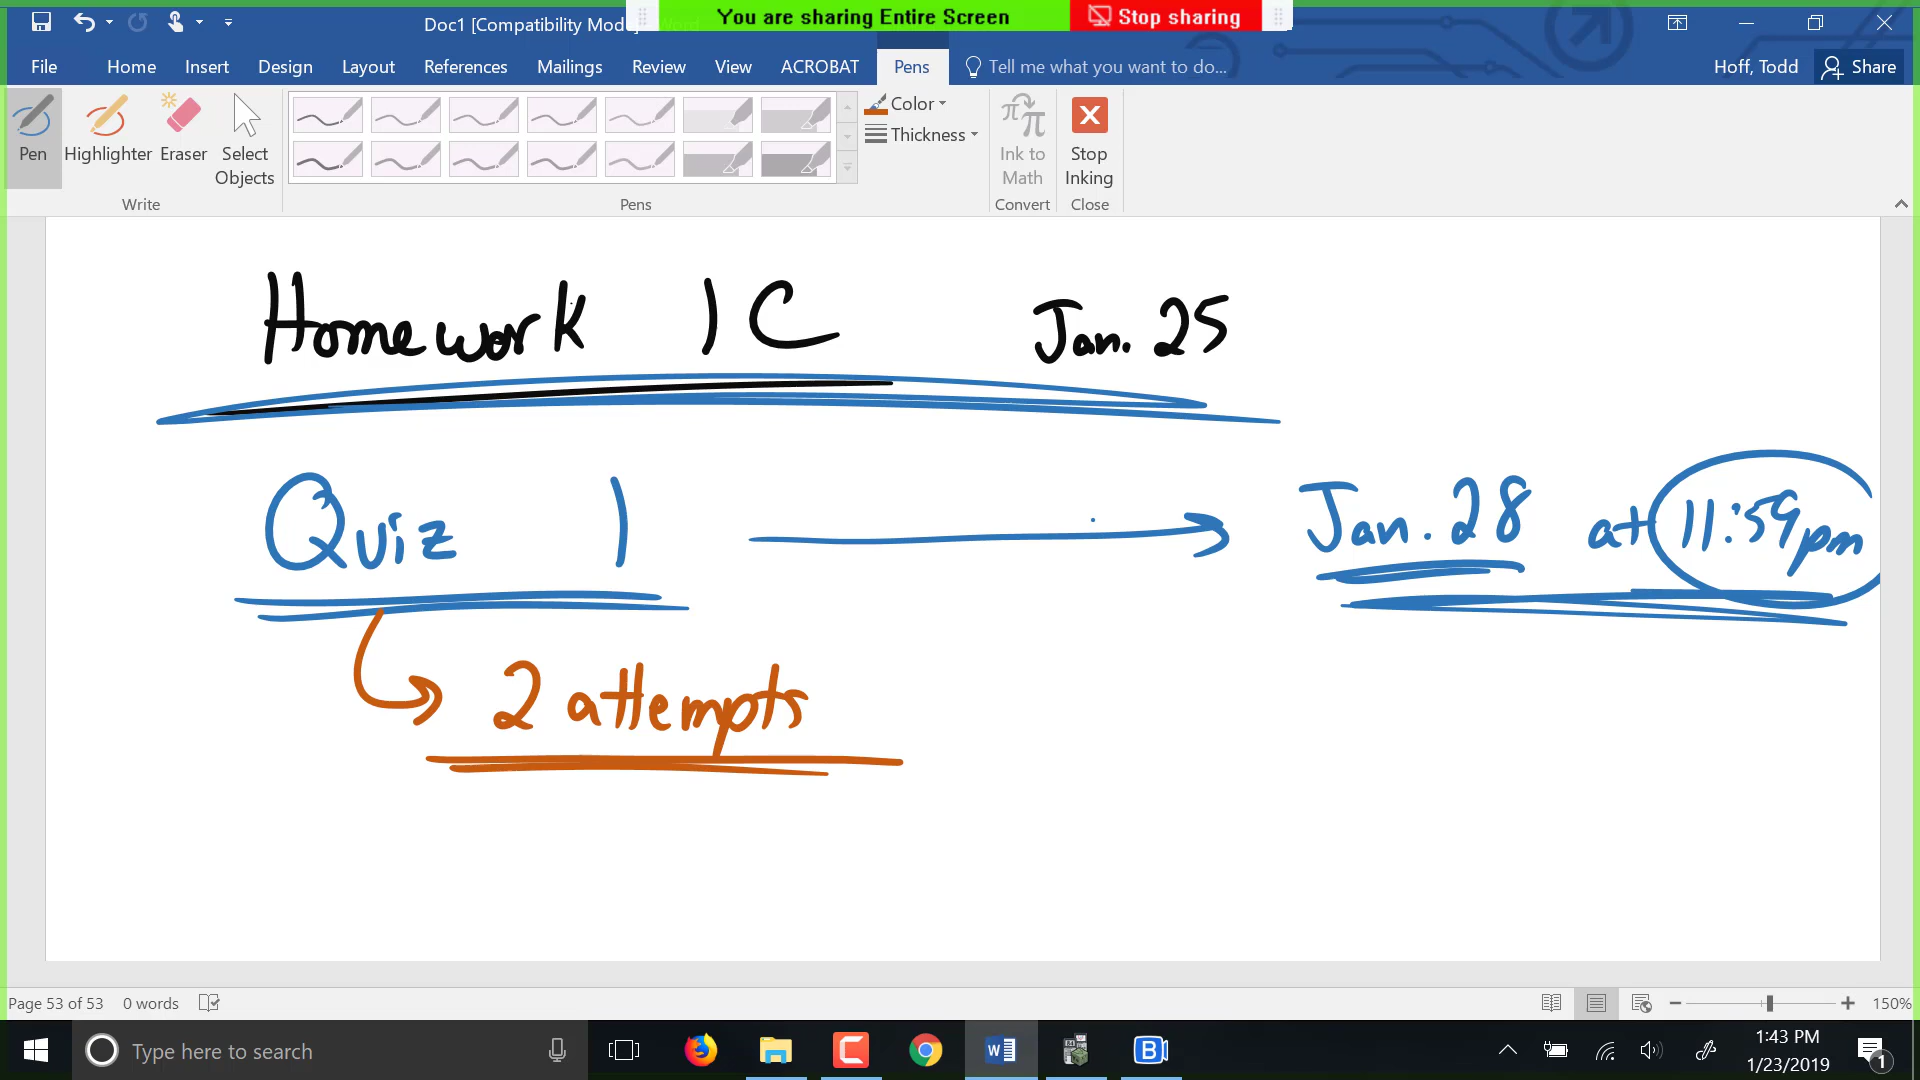 Doc1 [Compatibility Mod
You are sharing Entire Screen
Stop sharing
File Home Insert Design Layout References Mailings Review View ACROBAT Pens Tell me what you want to do... Hoff, Todd Share
Pen Highlighter Eraser Select Objects
Color
Thickness
Ink to Math
Stop Inking
Write Pens Convert Close
Homework 1C Jan. 25
Quiz 1 Jan. 28 at 11:59pm
2 attempts
Page 53 of 53 0 words 150%
Type here to search
1:43 PM
1/23/2019
1